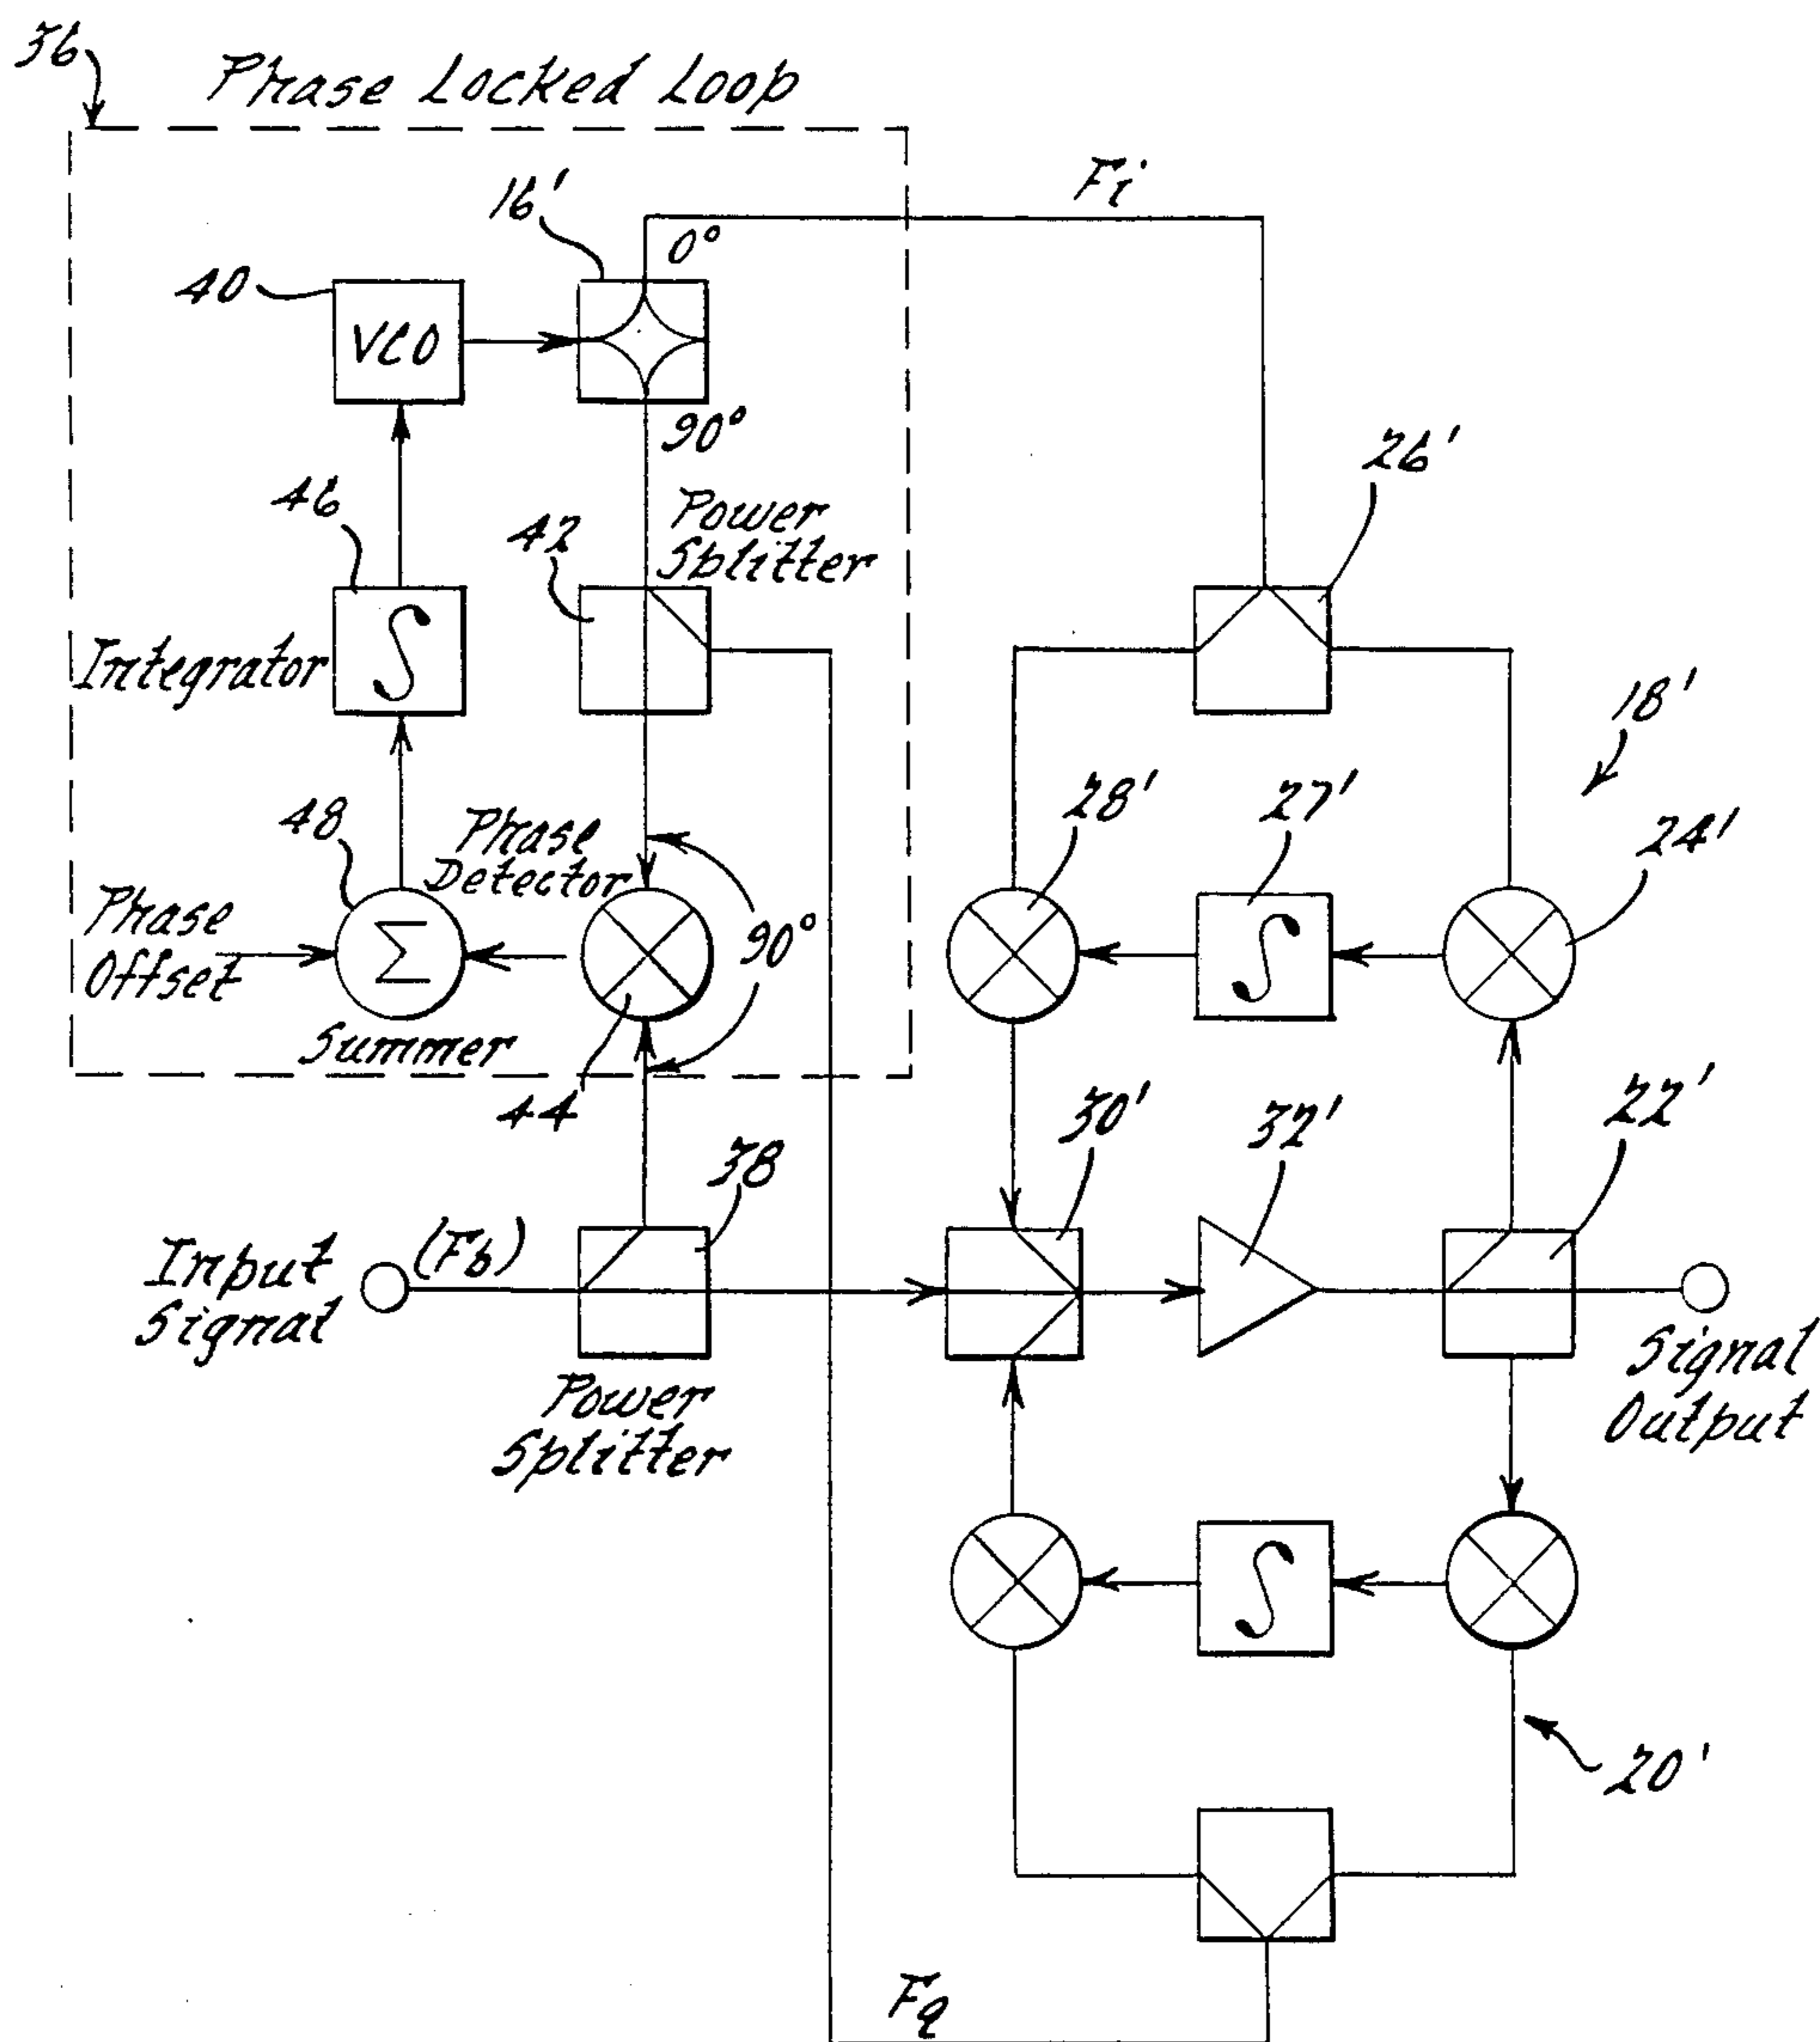 36
Phase Locked Loop
16'
Fi
0°
40
VCO
90°
26'
46
42
Power
Splitter
∫
Integrator
18'
28'
27'
24'
48
Phase
Detector
Phase
Offset
Σ
90°
∫
Summer
44
30'
32'
22'
38
Input
Signal
(Fb)
Signal
Output
Power
Splitter
∫
20'
Fq